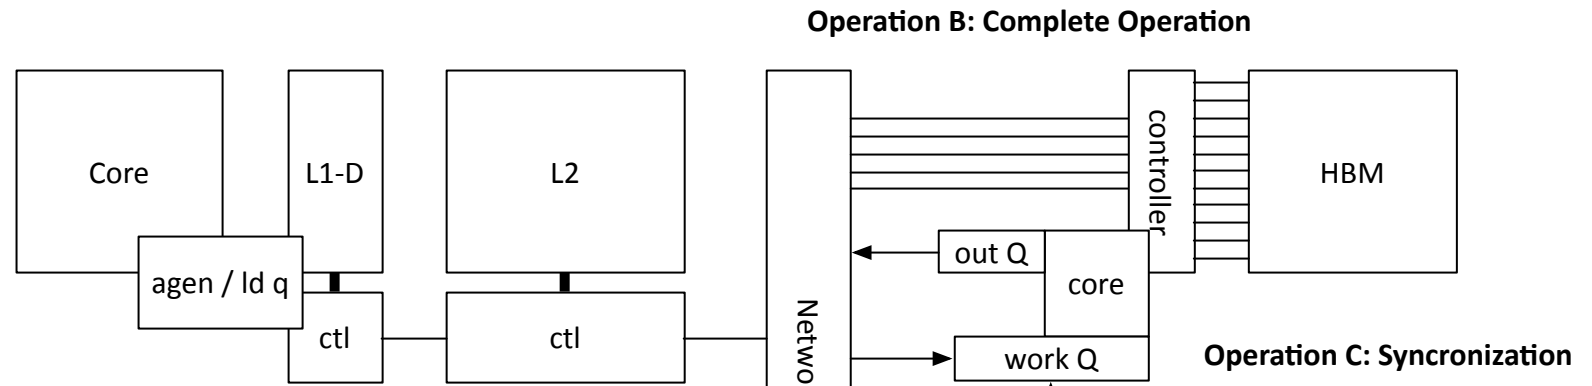 Operation B: Complete Operation
Core
L1-D
L2
controller
HBM
out Q
agen / ld q
core
Netwo
ctl
ctl
work Q
Operation C: Syncronization